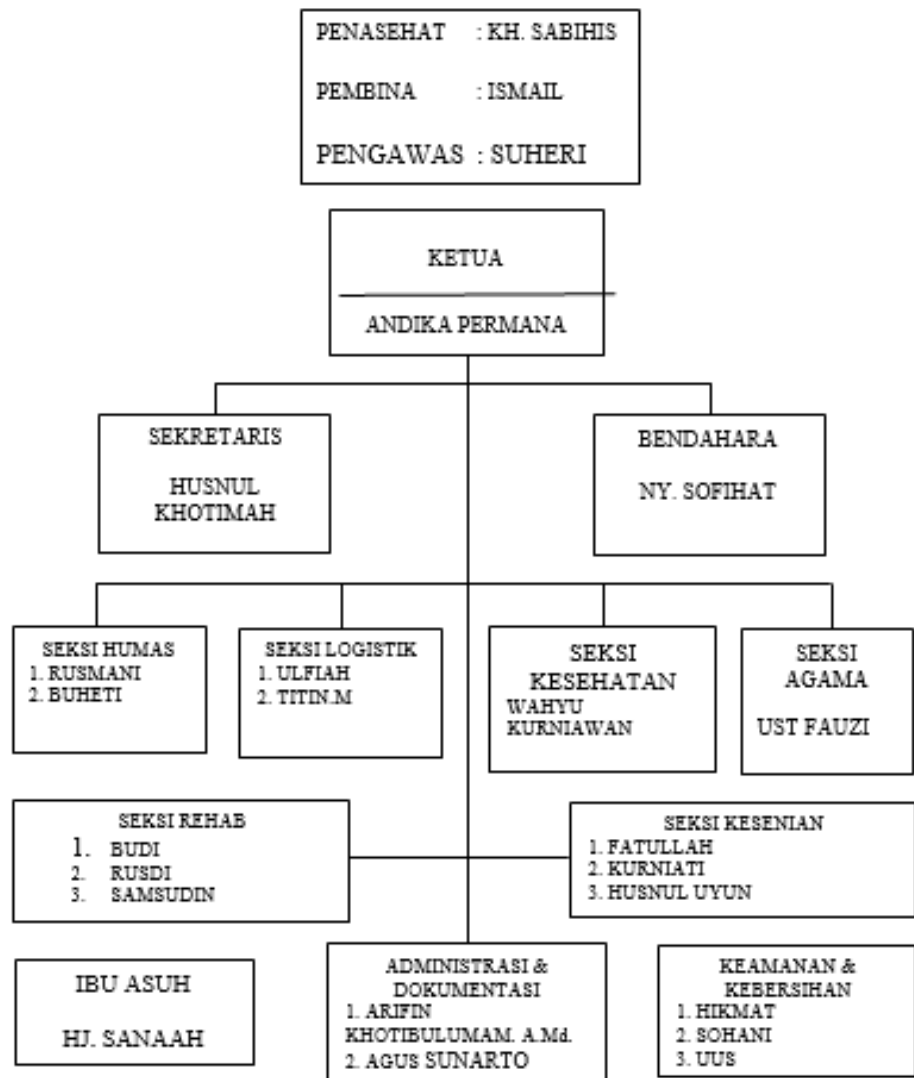 PENASEHAT : KH. SABIHIS
PEMBINA : ISMAIL
PENGAWAS : SUHERI
KETUA
ANDIKA PERMANA
SEKRETARIS
HUSNUL
KHOTIMAH
BENDAHARA
NY. SOFIHAT
SEKSI HUMAS
1. RUSMANI
2. BUHETI
SEKSI LOGISTIK
1. ULFIAH
2. TITIN.M
SEKSI
KESEHATAN
WAHYU
KURNIAWAN
SEKSI
AGAMA
UST FAUZI
SEKSI REHAB
1. BUDI
2. RUSDI
3. SAMSUDIN
SEKSI KESENIAN
1. FATULLAH
2. KURNIATI
3. HUSNUL UYUN
IBU ASUH
HJ. SANAAH
ADMINISTRASI &
DOKUMENTASI
1. ARIFIN
KHOTIBULUMAM. A.Md.
2. AGUS SUNARTO
KEAMANAN &
KEBERSIHAN
1. HIKMAT
2. SOHANI
3. UUS